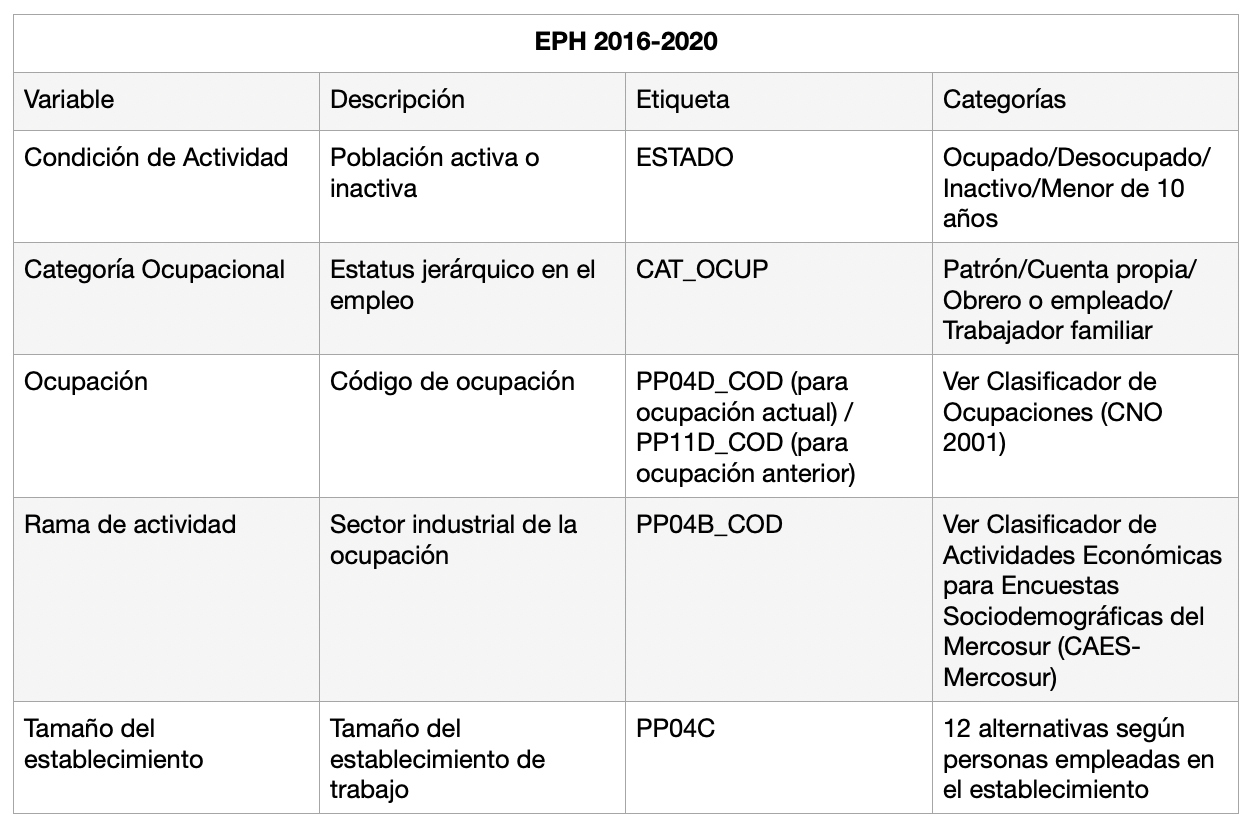 EPH 2016-2020
Variable
Descripción
Etiqueta
Categorías
Condición de Actividad
Población activa o
inactiva
ESTADO
Ocupado/Desocupado/
Inactivo/Menor de 10
años
Categoría Ocupacional
Estatus jerárquico en el
empleo
CAT_OCUP
Patrón/Cuenta propia/
Obrero o empleado/
Trabajador familiar
Ocupación
Código de ocupación
PP04D_COD (para
ocupación actual) /
PP11D_COD (para
ocupación anterior)
Ver Clasificador de
Ocupaciones (CNO
2001)
Rama de actividad
Sector industrial de la
ocupación
PP04B_COD
Ver Clasificador de
Actividades Económicas
para Encuestas
Sociodemográficas del
Mercosur (CAES-
Mercosur)
Tamaño del
establecimiento
Tamaño del
establecimiento de
trabajo
PP04C
12 alternativas según
personas empleadas en
el establecimiento